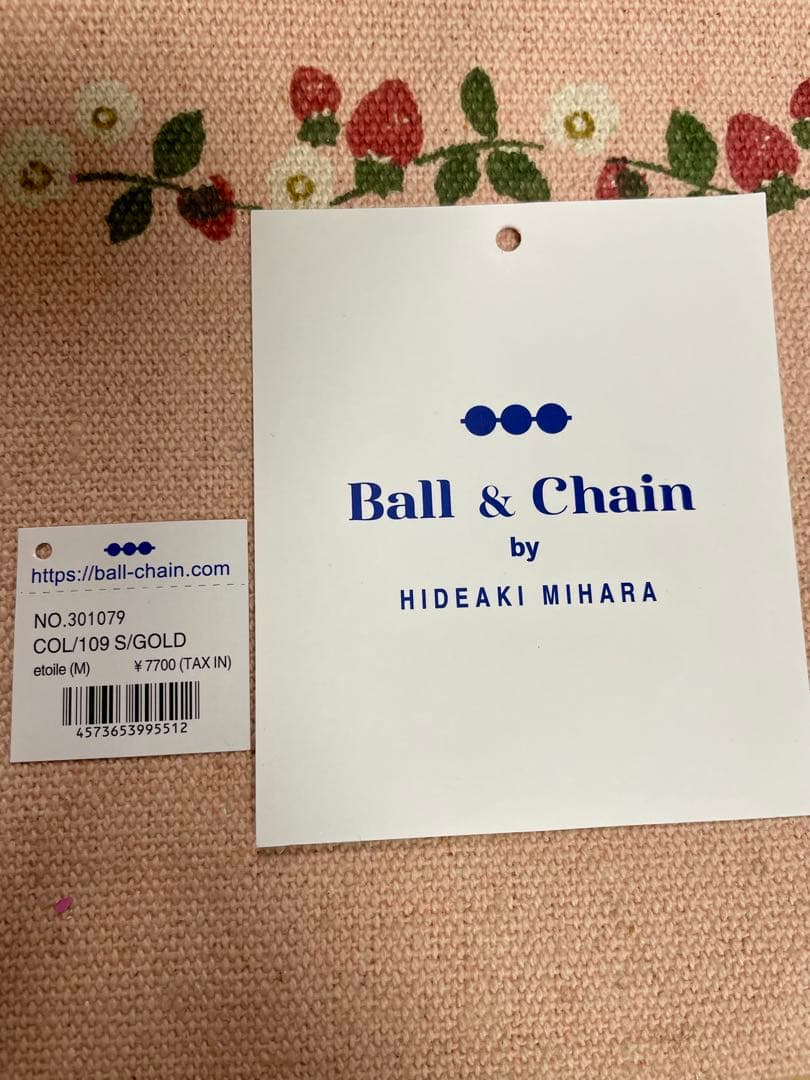 Ball & Chain
by
HIDEAKI MIHARA
https://ball-chain.com
NO.301079
COL/109 S/GOLD
etoile (M) ¥7700 (TAX IN)
4573653995512